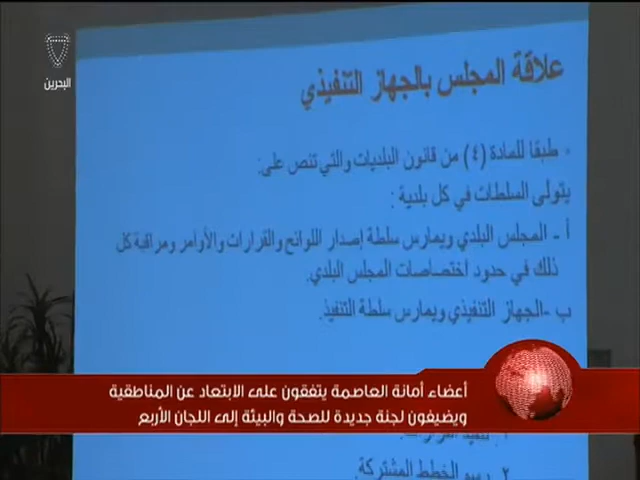 البحرين
علاقة المجلس بالجهاز التنفيذي
- طبقا للمادة (٤) من قانون البلديات والتي تنص على:
يتولى السلطات في كل بلدية :
أ - المجلس البلدي ويمارس سلطة إصدار اللوائح والقرارات والأوامر ومراقبة كل
ذلك في حدود اختصاصات المجلس البلدي.
ب -الجهاز التنفيذي ويمارس سلطة التنفيذ.
أعضاء أمانة العاصمة يتفقون على الابتعاد عن المناطقية
ويضيفون لجنة جديدة للصحة والبيئة إلى اللجان الأربع
٢. رسم الخطط المشتركة.